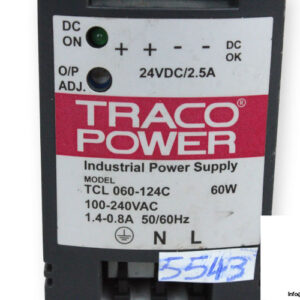 DC ON + + - - DC OK
O/P ADJ. 24VDC/2.5A
TRACO®
POWER
Industrial Power Supply
MODEL
TCL 060-124C 60W
100-240VAC
1.4-0.8A 50/60Hz
N L
5543